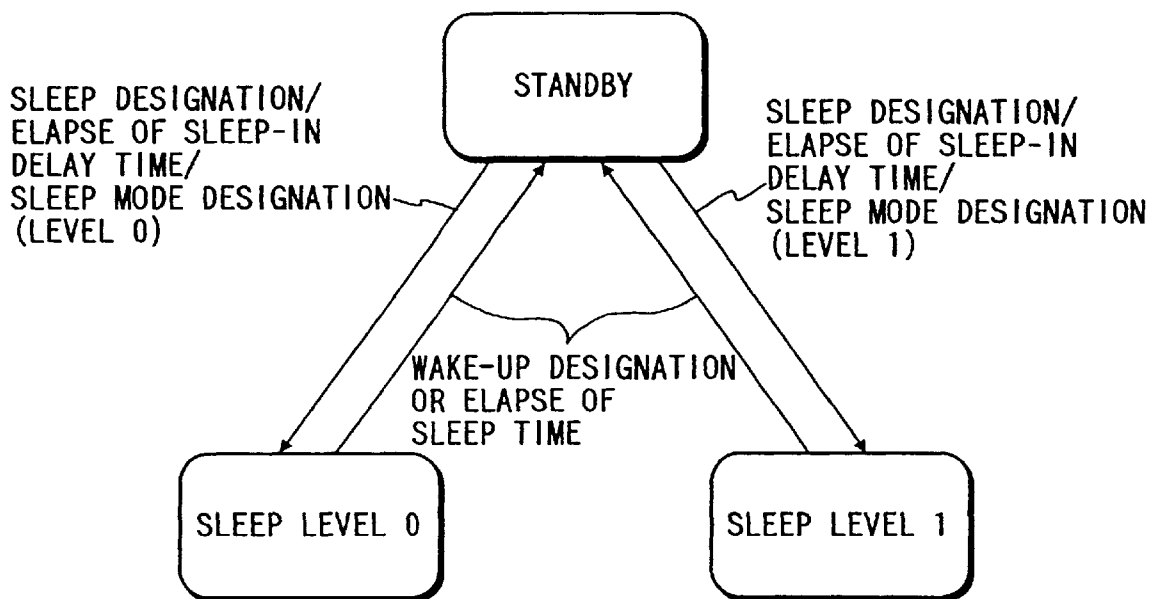 STANDBY
SLEEP DESIGNATION/
ELAPSE OF SLEEP-IN
DELAY TIME/
SLEEP MODE DESIGNATION
(LEVEL 0)
SLEEP DESIGNATION/
ELAPSE OF SLEEP-IN
DELAY TIME/
SLEEP MODE DESIGNATION
(LEVEL 1)
WAKE-UP DESIGNATION
OR ELAPSE OF
SLEEP TIME
SLEEP LEVEL 0
SLEEP LEVEL 1